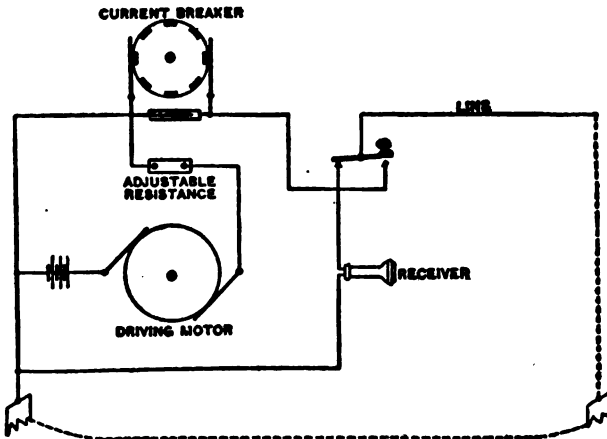 CURRENT BREAKER
LINE
ADJUSTABLE
RESISTANCE
RECEIVER
DRIVING MOTOR